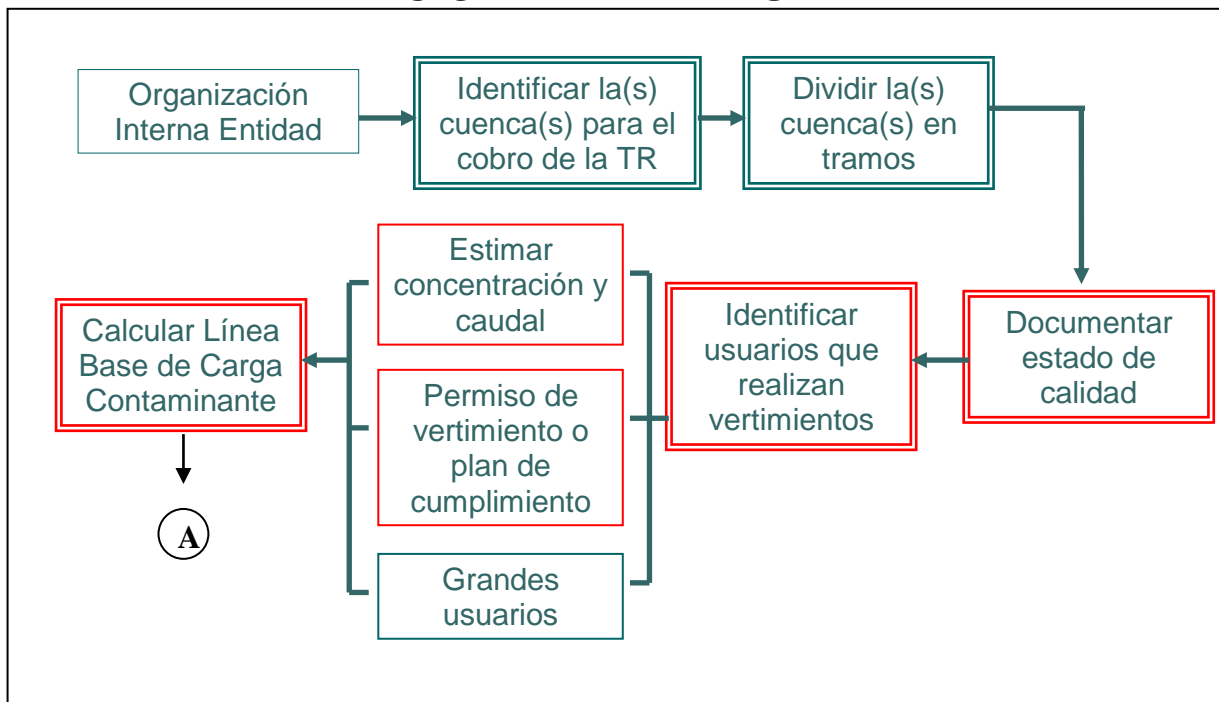 Organización
Interna Entidad
Identificar la(s)
cuenca(s) para el
cobro de la TR
Dividir la(s)
cuenca(s) en
tramos
Documentar
estado de
calidad
Identificar
usuarios que
realizan
vertimientos
Estimar
concentración y
caudal
Permiso de
vertimiento o
plan de
cumplimiento
Grandes
usuarios
Calcular Línea
Base de Carga
Contaminante
A